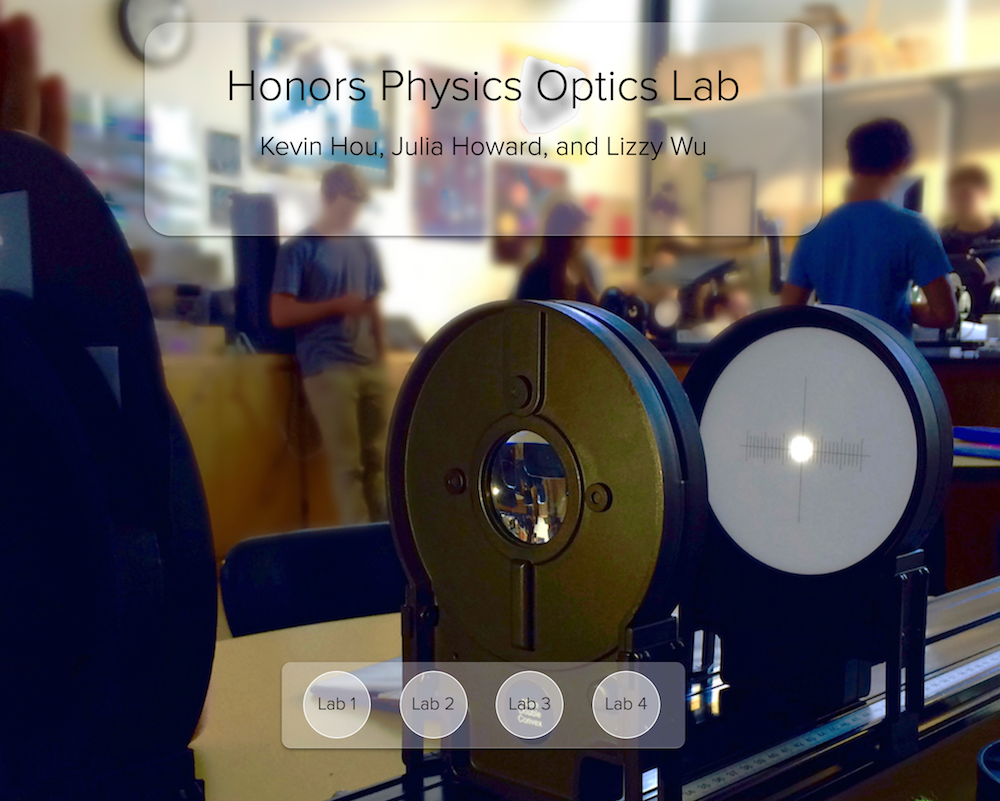 Honors Physics Optics Lab
Kevin Hou, Julia Howard, and Lizzy Wu
Lab 1 Lab 2 Lab 3 Lab 4
Convex